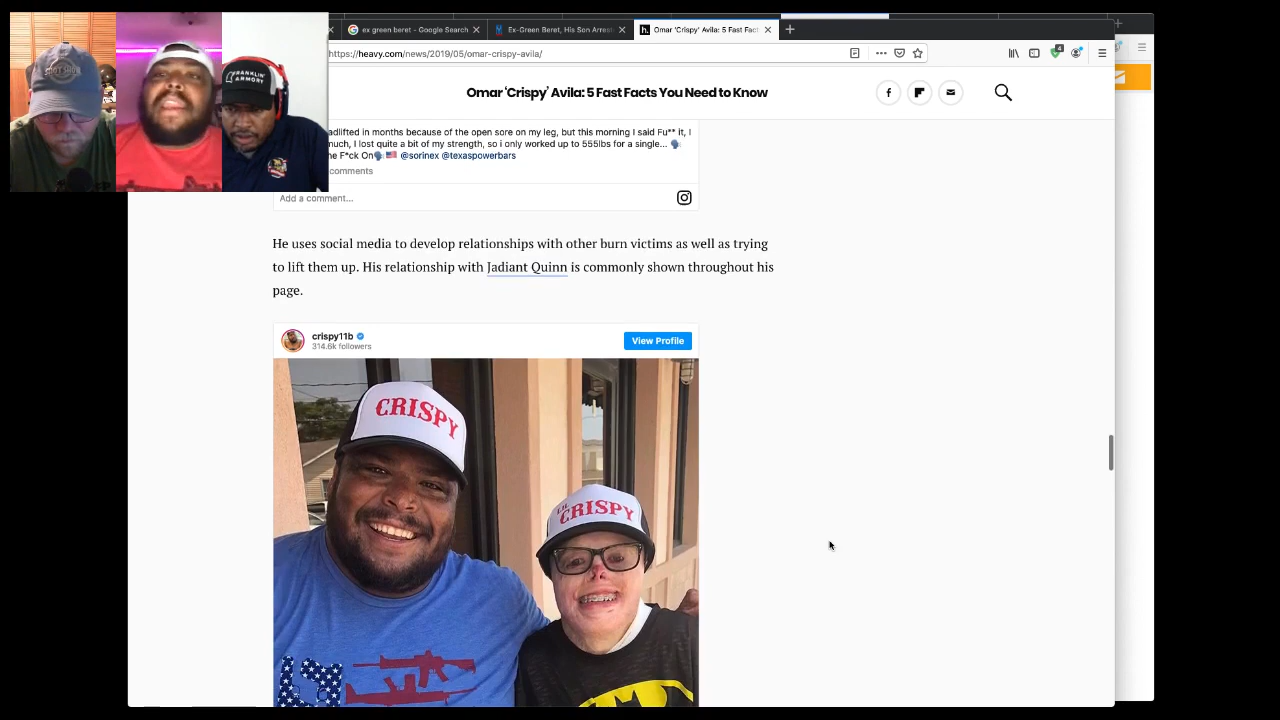 ex green beret - Google Search
Ex-Green Beret, His Son Arrest
Omar 'Crispy' Avila: 5 Fast Fact
https://heavy.com/news/2019/05/omar-crispy-avila/
4
Omar ‘Crispy’ Avila: 5 Fast Facts You Need to Know
FRANKLIN
ARMORY
adlifted in months because of the open sore on my leg, but this morning I said Fu** it, I
much, I lost quite a bit of my strength, so i only worked up to 555lbs for a single...
ne F*ck On🗣🇺🇸 @sorinex @texaspowerbars
comments
Add a comment...
He uses social media to develop relationships with other burn victims as well as trying
to lift them up. His relationship with Jadiant Quinn is commonly shown throughout his
page.
crispy11b
314.6k followers
View Profile
CRISPY
LIL
CRISPY